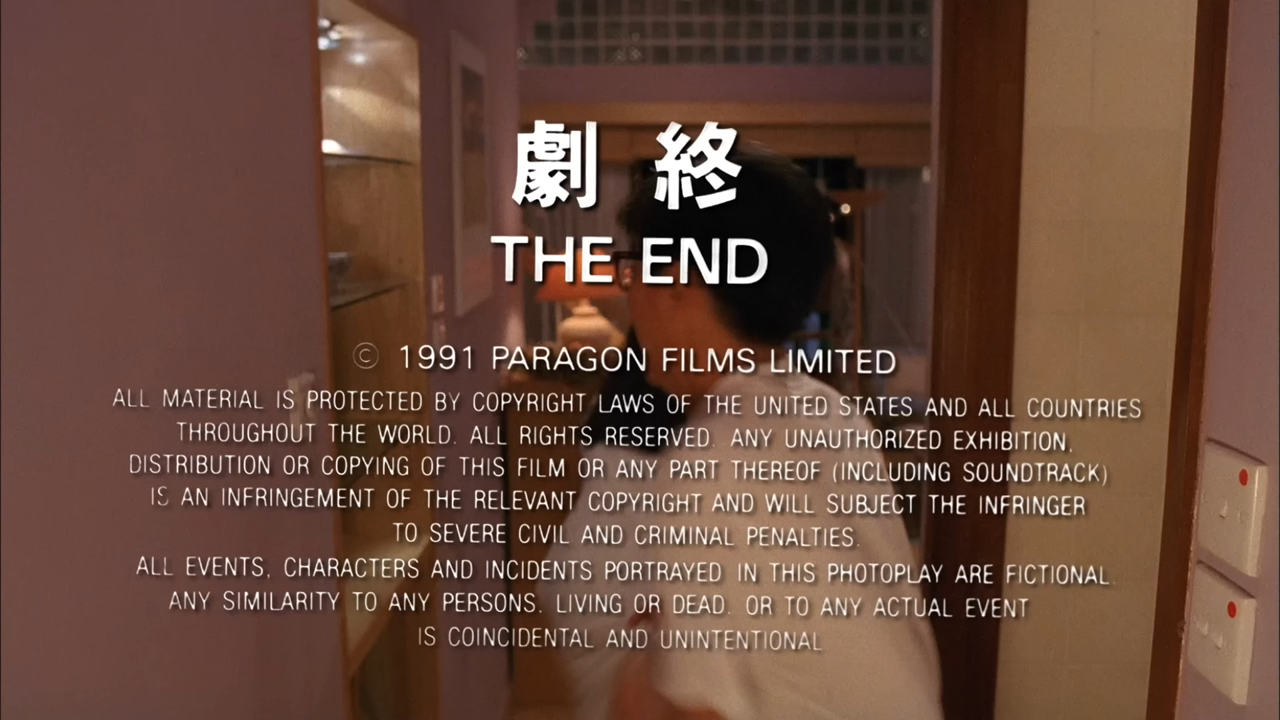 劇終
THE END
© 1991 PARAGON FILMS LIMITED
ALL MATERIAL IS PROTECTED BY COPYRIGHT LAWS OF THE UNITED STATES AND ALL COUNTRIES
THROUGHOUT THE WORLD. ALL RIGHTS RESERVED. ANY UNAUTHORIZED EXHIBITION,
DISTRIBUTION OR COPYING OF THIS FILM OR ANY PART THEREOF (INCLUDING SOUNDTRACK)
IS AN INFRINGEMENT OF THE RELEVANT COPYRIGHT AND WILL SUBJECT THE INFRINGER
TO SEVERE CIVIL AND CRIMINAL PENALTIES.
ALL EVENTS, CHARACTERS AND INCIDENTS PORTRAYED IN THIS PHOTOPLAY ARE FICTIONAL.
ANY SIMILARITY TO ANY PERSONS, LIVING OR DEAD, OR TO ANY ACTUAL EVENT
IS COINCIDENTAL AND UNINTENTIONAL